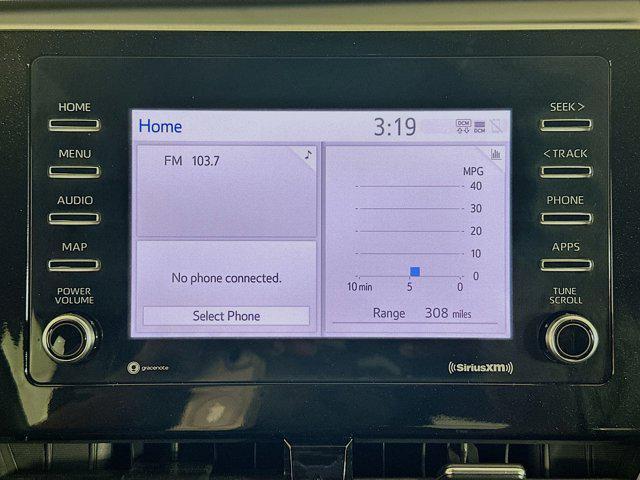 HOME
MENU
AUDIO
MAP
POWER
VOLUME
Home
3:19
DCM
DCM
FM 103.7
MPG
40
30
20
10
0
10 min 5 0
Range 308 miles
No phone connected.
Select Phone
SEEK >
< TRACK
PHONE
APPS
TUNE
SCROLL
gracenote
((SiriusXM))